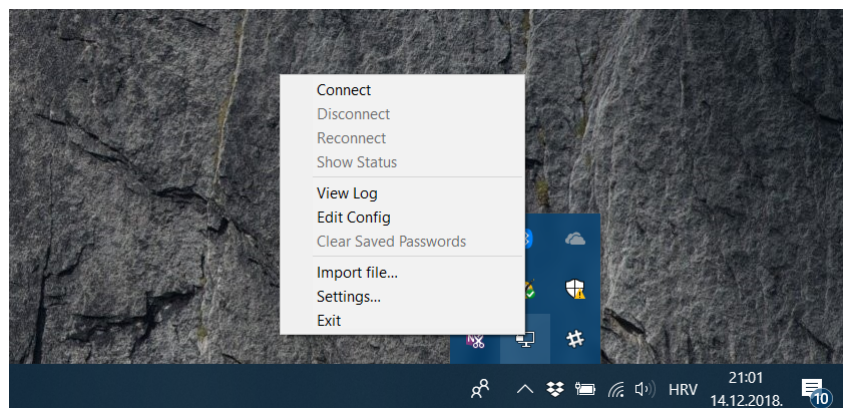 Connect
Disconnect
Reconnect
Show Status
View Log
Edit Config
Clear Saved Passwords
Import file...
Settings...
Exit
HRV
21:01
14.12.2018.
10